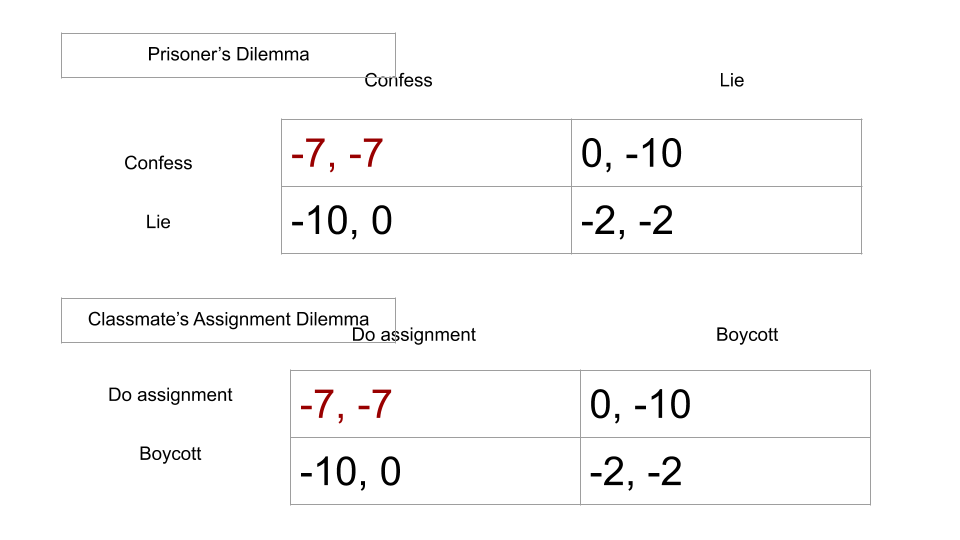 Prisoner’s Dilemma
Confess Lie
Confess -7, -7 0, -10
Lie -10, 0 -2, -2
Classmate’s Assignment Dilemma
Do assignment Boycott
Do assignment -7, -7 0, -10
Boycott -10, 0 -2, -2